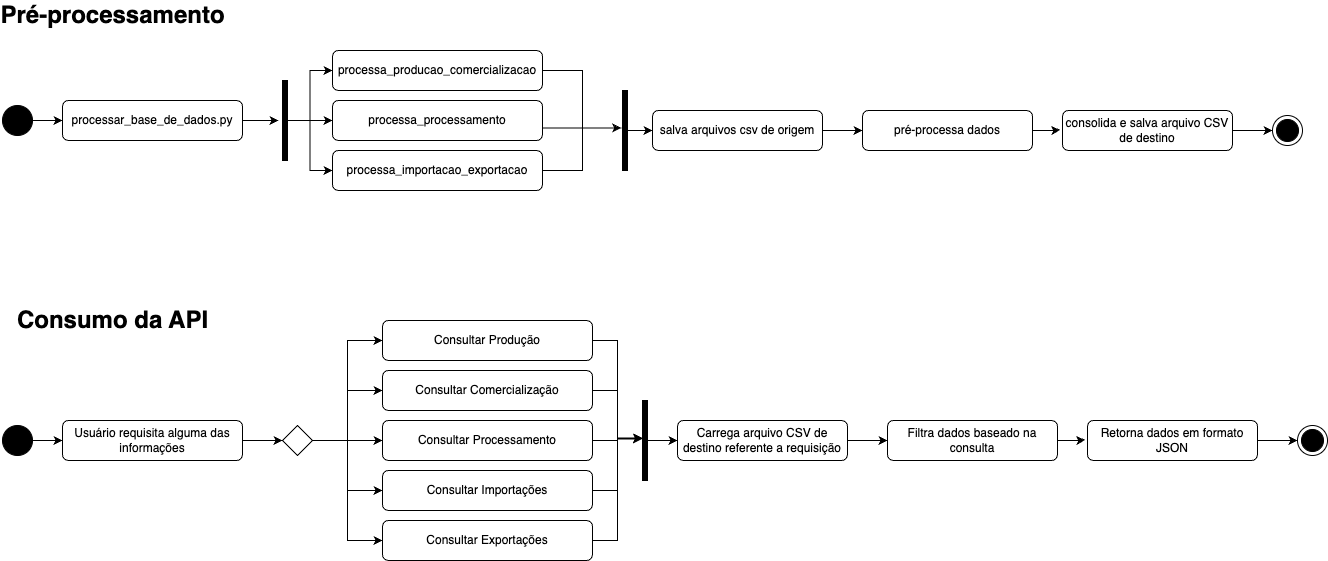 Pré-processamento
processa_producao_comercializacao
processar_base_de_dados.py
processa_processamento
processa_importacao_exportacao
salva arquivos csv de origem
pré-processa dados
consolida e salva arquivo CSV
de destino
Consumo da API
Usuário requisita alguma das
informações
Consultar Produção
Consultar Comercialização
Consultar Processamento
Consultar Importações
Consultar Exportações
Carrega arquivo CSV de
destino referente a requisição
Filtra dados baseado na
consulta
Retorna dados em formato
JSON